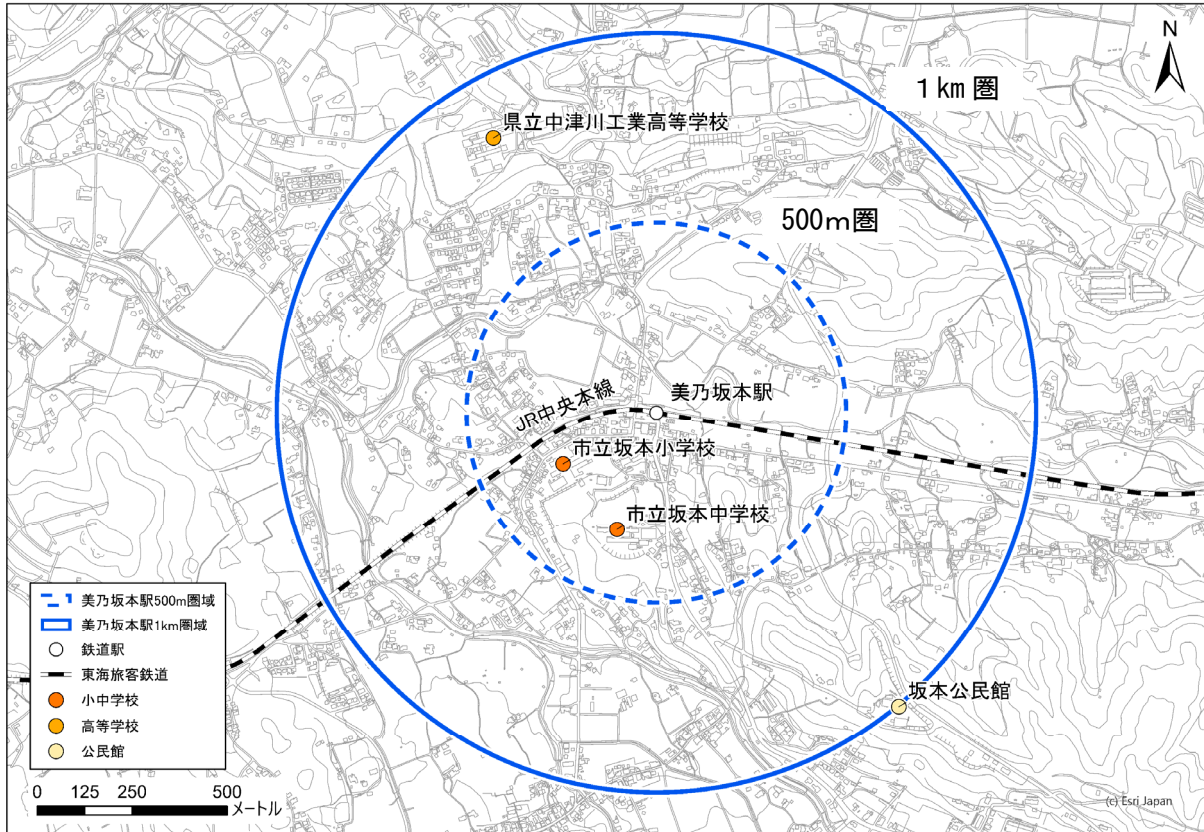 N
1km圏
県立中津川工業高等学校
500m圏
美乃坂本駅
JR中央本線
市立坂本小学校
市立坂本中学校
坂本公民館
美乃坂本駅500m圏域
美乃坂本駅1km圏域
鉄道駅
東海旅客鉄道
小中学校
高等学校
公民館
0 125 250 500 メートル
(c) Esri Japan